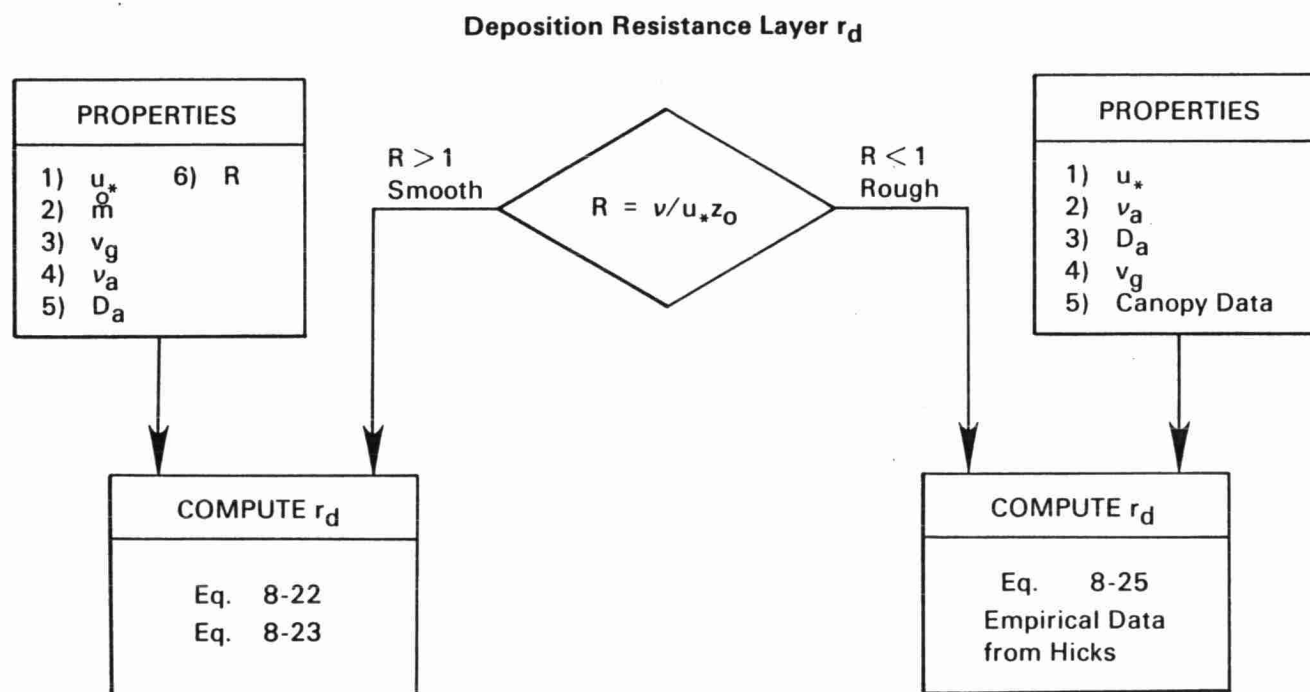 Deposition Resistance Layer r_d
PROPERTIES
1) u_* 6) R
2) m̊
3) v_g
4) ν_a
5) D_a
R > 1
Smooth
R = ν/u_*z_o
R < 1
Rough
PROPERTIES
1) u_*
2) ν_a
3) D_a
4) v_g
5) Canopy Data
COMPUTE r_d
Eq. 8-22
Eq. 8-23
COMPUTE r_d
Eq. 8-25
Empirical Data
from Hicks